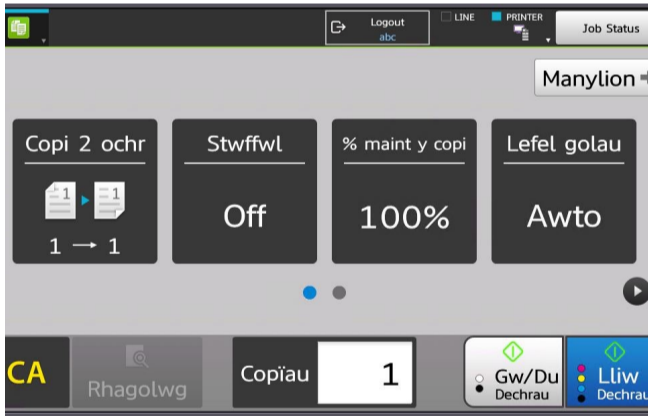 Logout
abc
LINE
PRINTER
Job Status
Manylion
Copi 2 ochr
1
1
1 → 1
Stwffwl
Off
% maint y copi
100%
Lefel golau
Awto
CA
Rhagolwg
Copïau
1
Gw/Du
Dechrau
Lliw
Dechrau